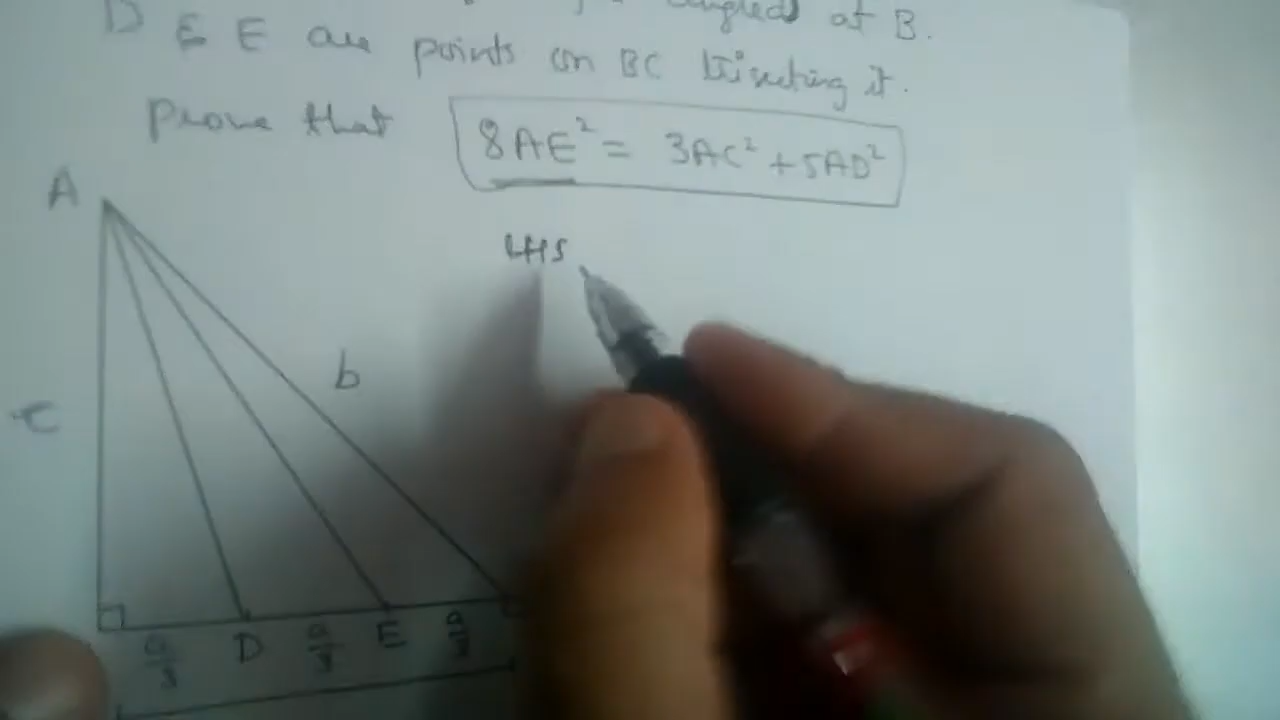 angled at B.
D & E are points on BC trisecting it.
Prove that 8AE² = 3AC² + 5AD²
A
LHS
b
c
a/3 D a/3 E a/3